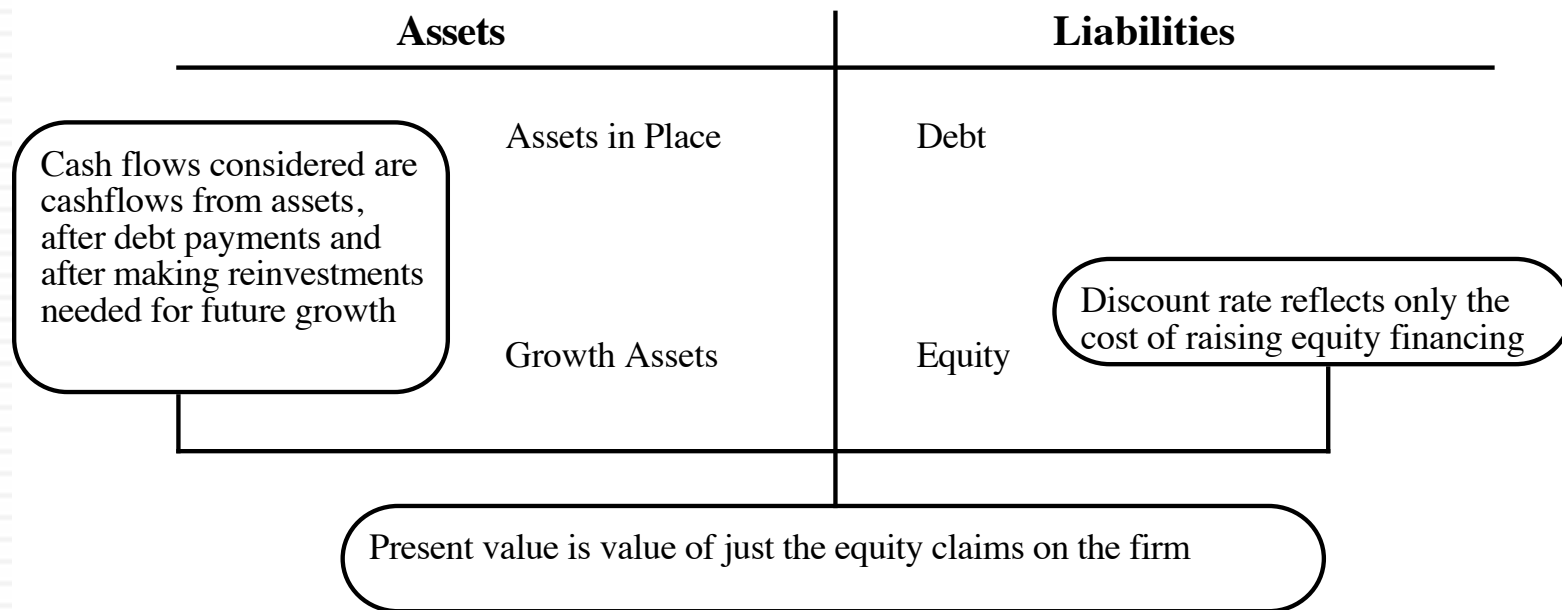 Assets
Liabilities
Assets in Place
Debt
Cash flows considered are
cashflows from assets,
after debt payments and
after making reinvestments
needed for future growth
Discount rate reflects only the
cost of raising equity financing
Growth Assets
Equity
Present value is value of just the equity claims on the firm